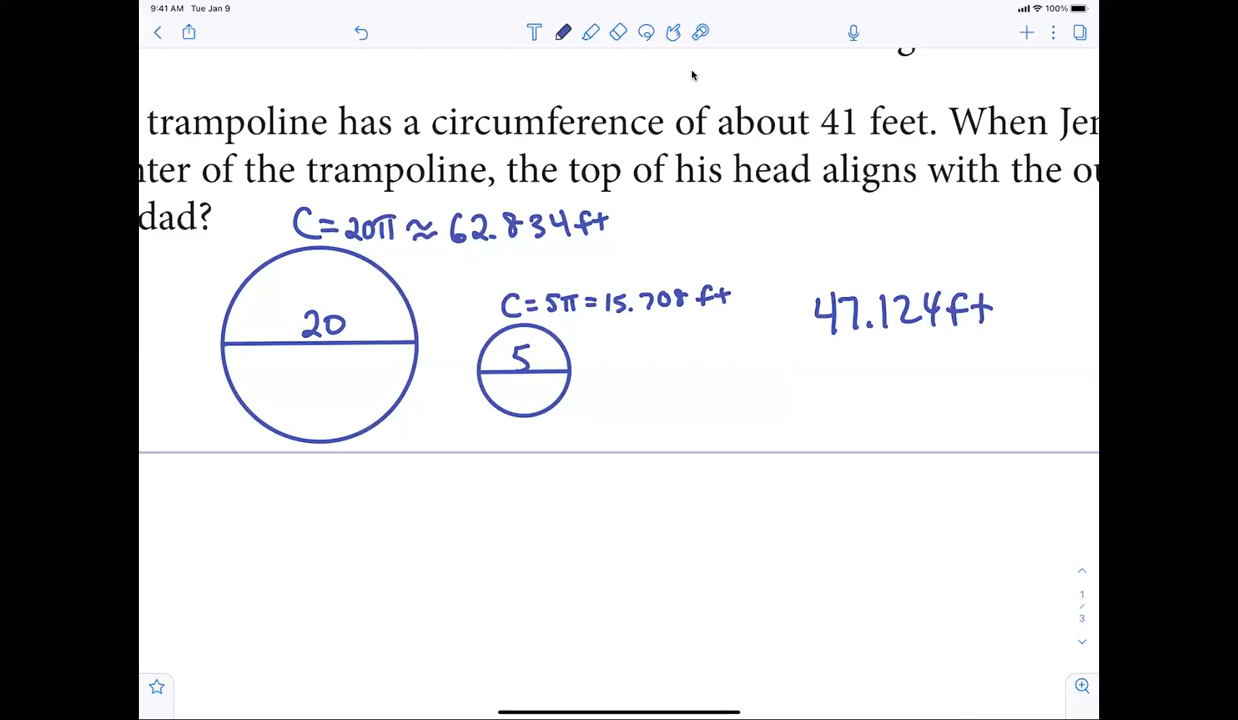 9:41 AM Tue Jan 9
100%
T
trampoline has a circumference of about 41 feet. When Jer
nter of the trampoline, the top of his head aligns with the ou
dad?
C=20π ≈ 62.834ft
20
C=5π=15.708 ft
5
47.124ft
1
/
3